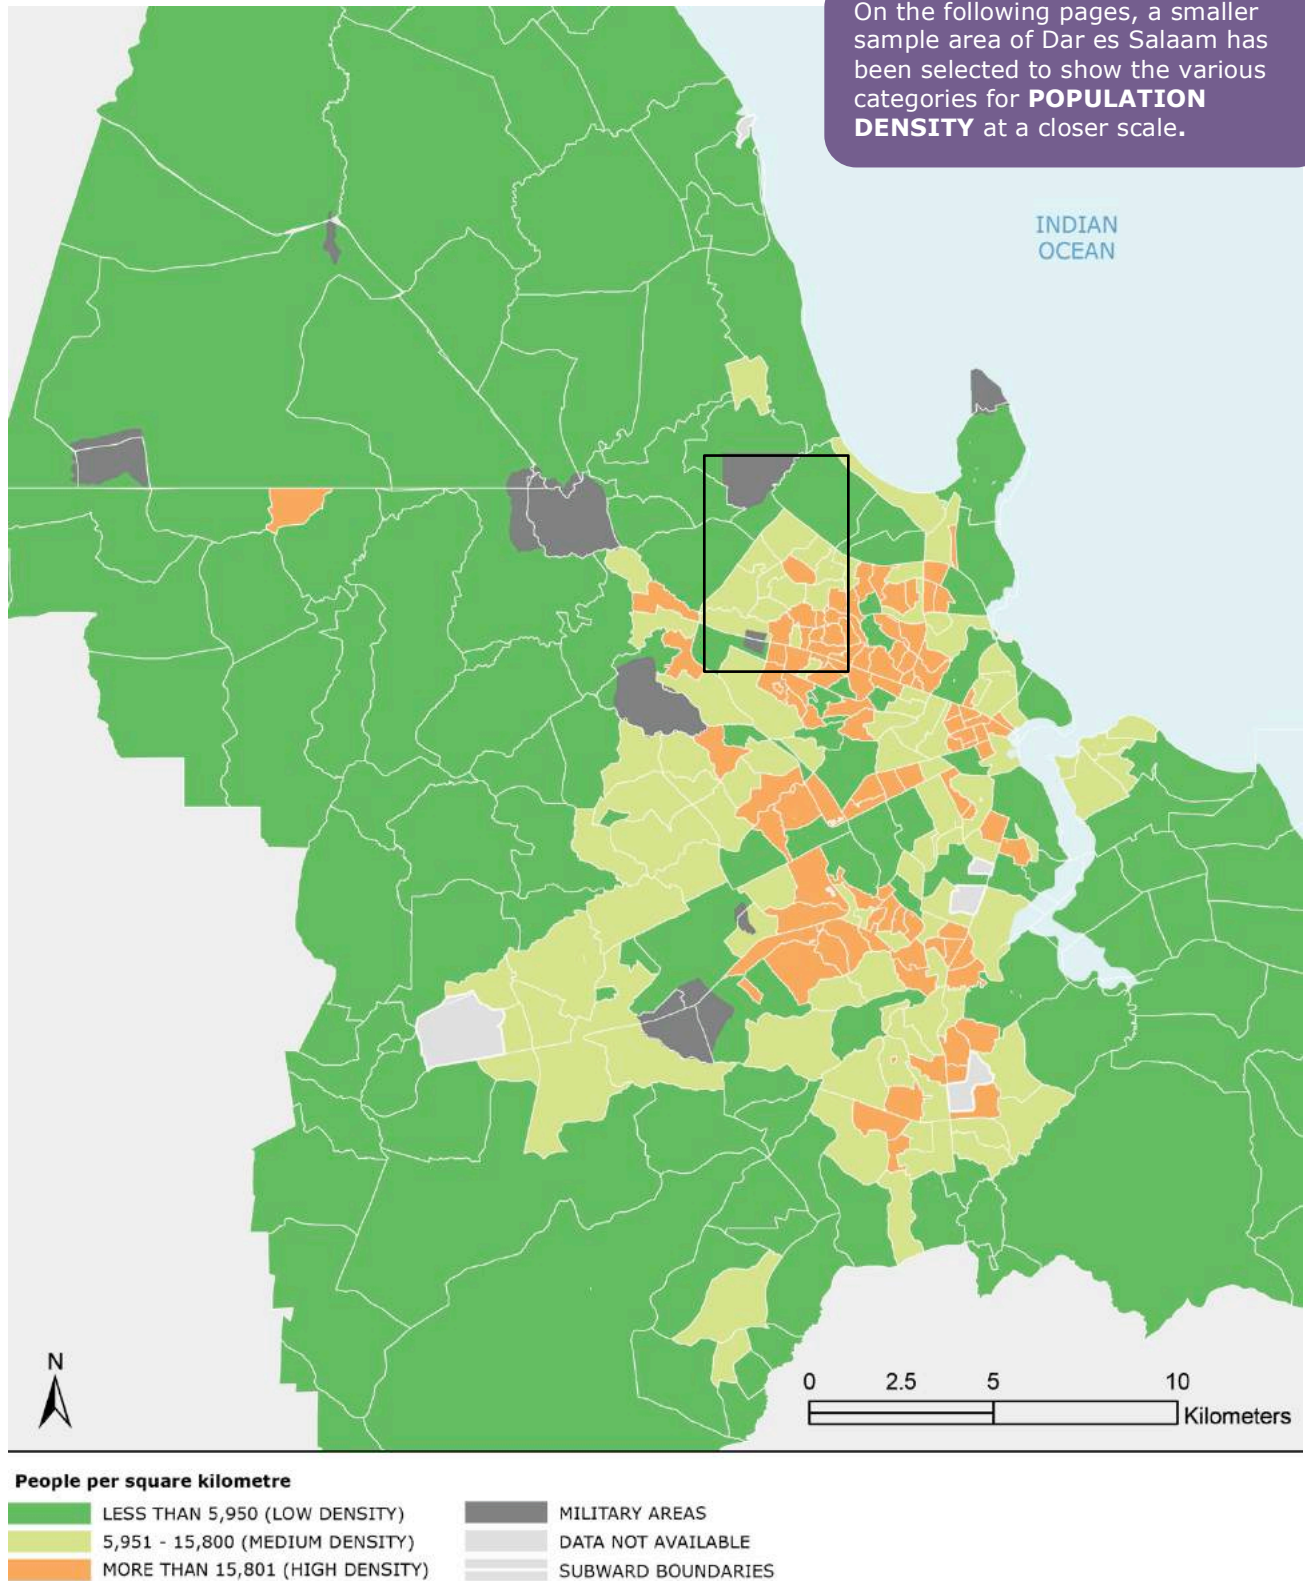 On the following pages, a smaller
sample area of Dar es Salaam has
been selected to show the various
categories for POPULATION
DENSITY at a closer scale.
INDIAN
OCEAN
N
0 2.5 5 10
Kilometers
People per square kilometre
LESS THAN 5,950 (LOW DENSITY)
5,951 - 15,800 (MEDIUM DENSITY)
MORE THAN 15,801 (HIGH DENSITY)
MILITARY AREAS
DATA NOT AVAILABLE
SUBWARD BOUNDARIES